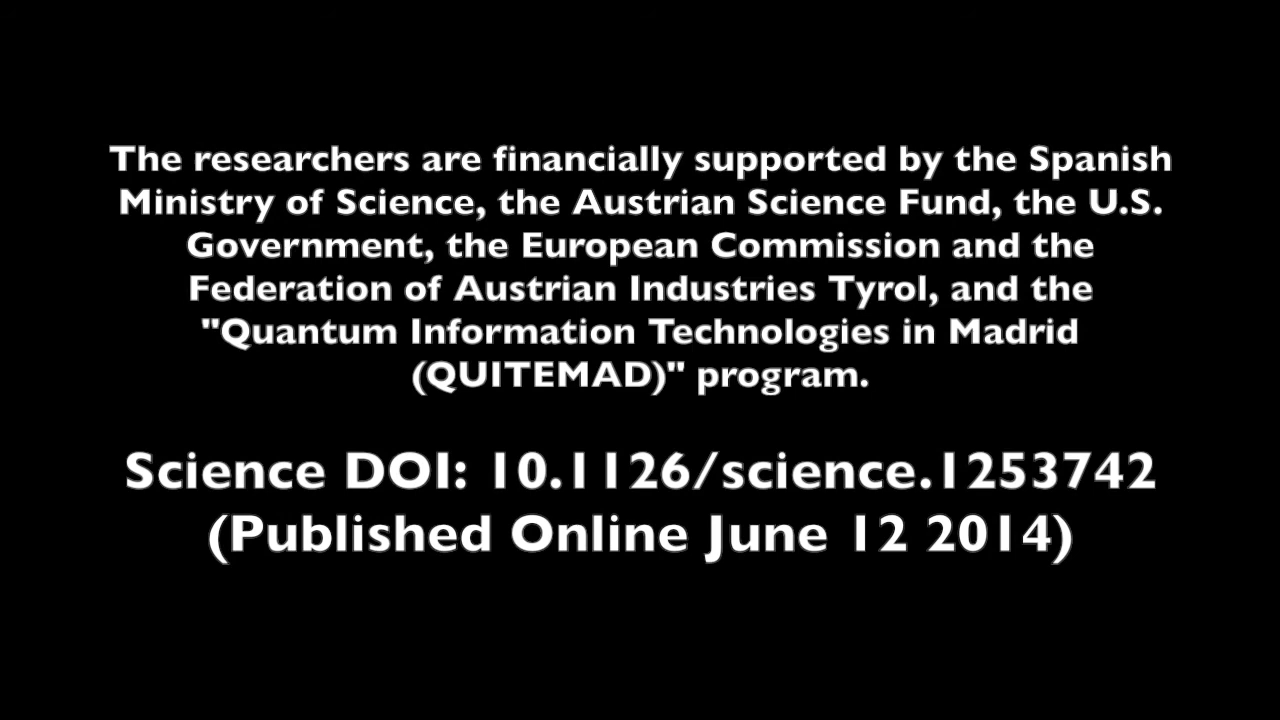 The researchers are financially supported by the Spanish
Ministry of Science, the Austrian Science Fund, the U.S.
Government, the European Commission and the
Federation of Austrian Industries Tyrol, and the
"Quantum Information Technologies in Madrid
(QUITEMAD)" program.
Science DOI: 10.1126/science.1253742
(Published Online June 12 2014)